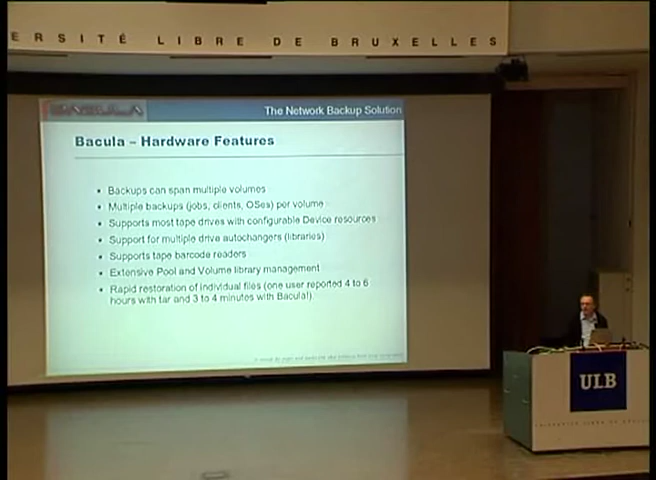 ERSITÉ LIBRE DE BRUXELLES
BACULA
The Network Backup Solution
Bacula – Hardware Features
• Backups can span multiple volumes
• Multiple backups (jobs, clients, OSes) per volume
• Supports most tape drives with configurable Device resources
• Support for multiple drive autochangers (libraries)
• Supports tape barcode readers
• Extensive Pool and Volume library management
• Rapid restoration of individual files (one user reported 4 to 6
hours with tar and 3 to 4 minutes with Bacula!)
ULB